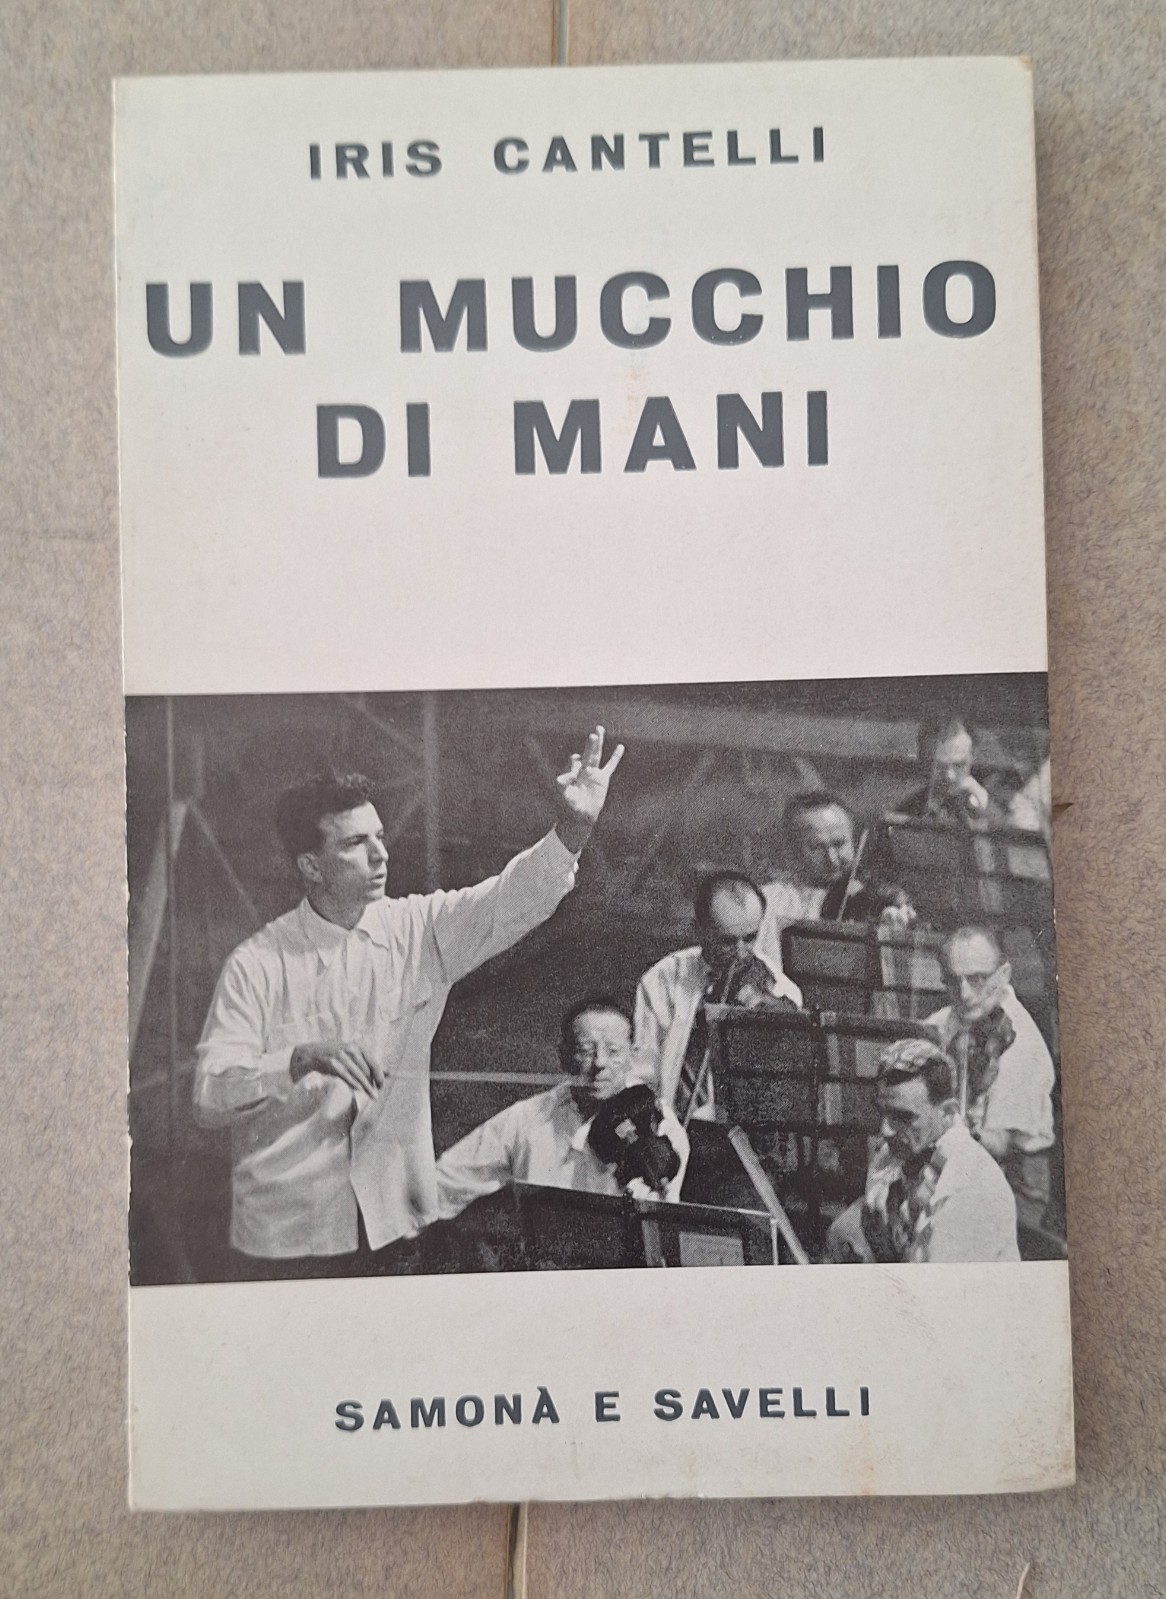 IRIS CANTELLI
UN MUCCHIO
DI MANI
SAMONÀ E SAVELLI